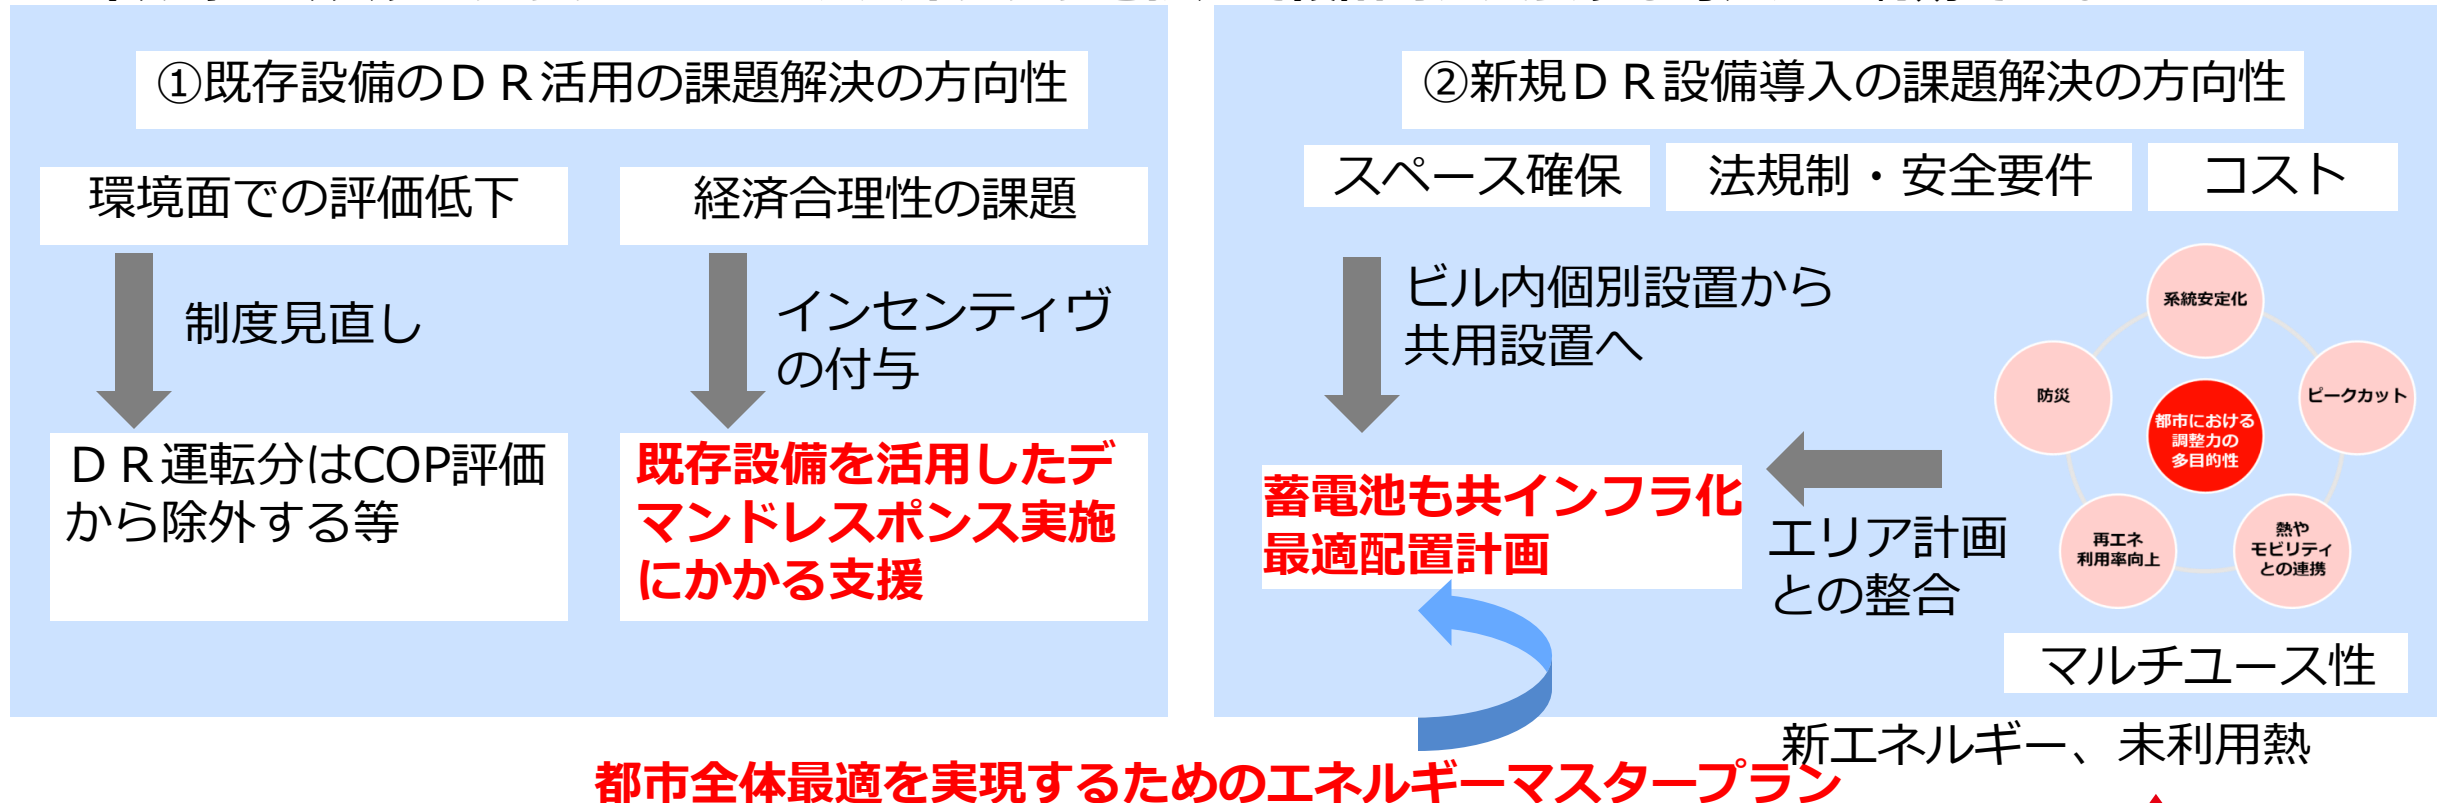 ①既存設備のＤＲ活用の課題解決の方向性
環境面での評価低下
経済合理性の課題
制度見直し
インセンティヴ
の付与
ＤＲ運転分はCOP評価
から除外する等
既存設備を活用したデ
マンドレスポンス実施
にかかる支援
②新規ＤＲ設備導入の課題解決の方向性
スペース確保
法規制・安全要件
コスト
ビル内個別設置から
共用設置へ
蓄電池も共インフラ化
最適配置計画
エリア計画
との整合
系統安定化
防災
ピークカット
都市における
調整力の
多目的性
再エネ
利用率向上
熱や
モビリティ
との連携
マルチユース性
新エネルギー、未利用熱
都市全体最適を実現するためのエネルギーマスタープラン